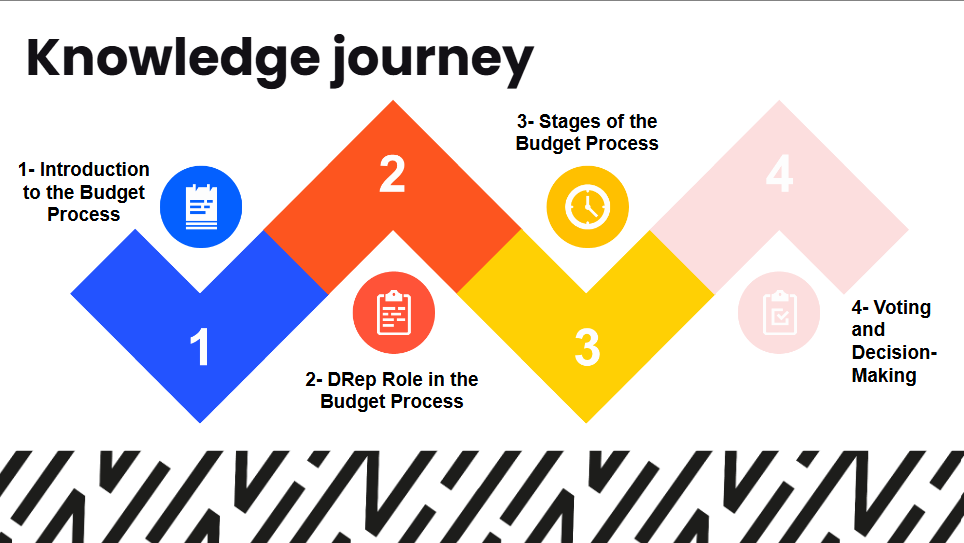 Knowledge journey
1- Introduction
to the Budget
Process
1
2
2- DRep Role in the
Budget Process
3- Stages of the
Budget Process
3
4
4- Voting
and
Decision-
Making